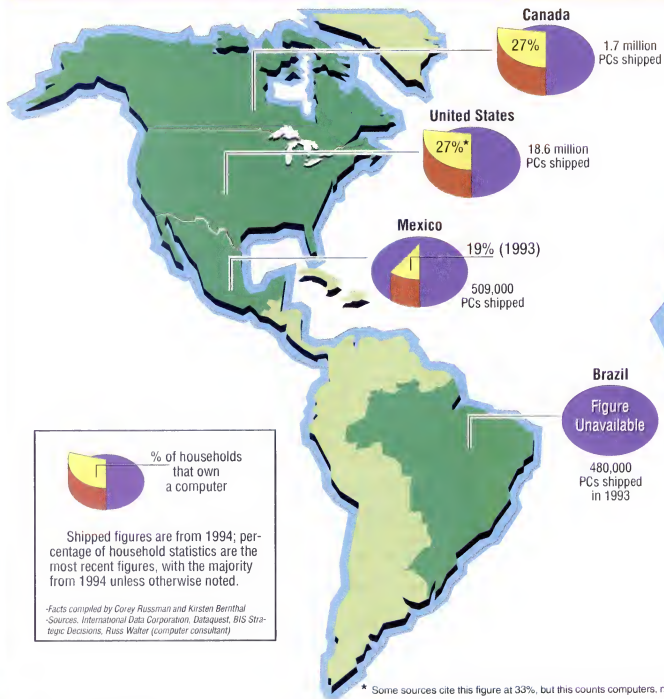 Canada
27%
1.7 million
PCs shipped
United States
27%*
18.6 million
PCs shipped
Mexico
19% (1993)
509,000
PCs shipped
Brazil
Figure
Unavailable
480,000
PCs shipped
in 1993
% of households
that own
a computer
Shipped figures are from 1994; per-
centage of household statistics are the
most recent figures, with the majority
from 1994 unless otherwise noted.
-Facts compiled by Corey Russman and Kirsten Bernthal
-Sources. International Data Corporation, Dataquest, BIS Stra-
tegic Decisions, Russ Walter (computer consultant)
* Some sources cite this figure at 33%, but this counts computers,